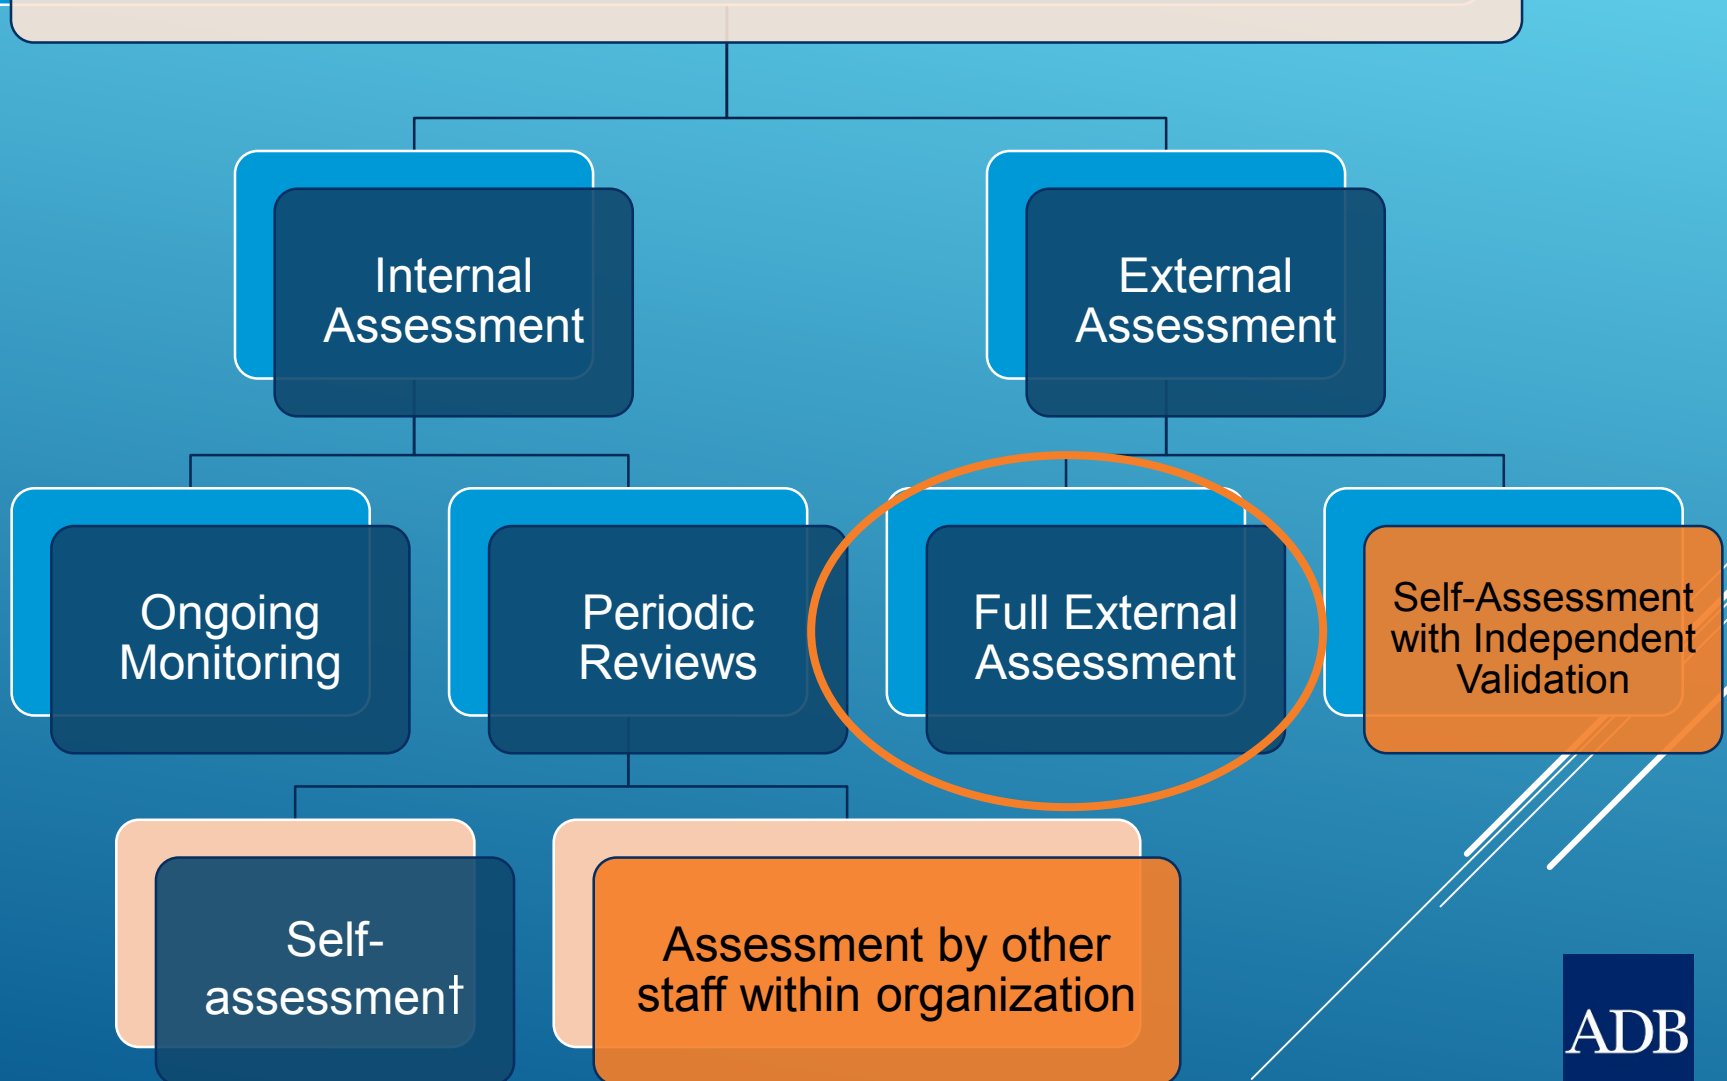 Internal
Assessment
External
Assessment
Ongoing
Monitoring
Periodic
Reviews
Full External
Assessment
Self-Assessment
with Independent
Validation
Self-
assessment
Assessment by other
staff within organization
ADB